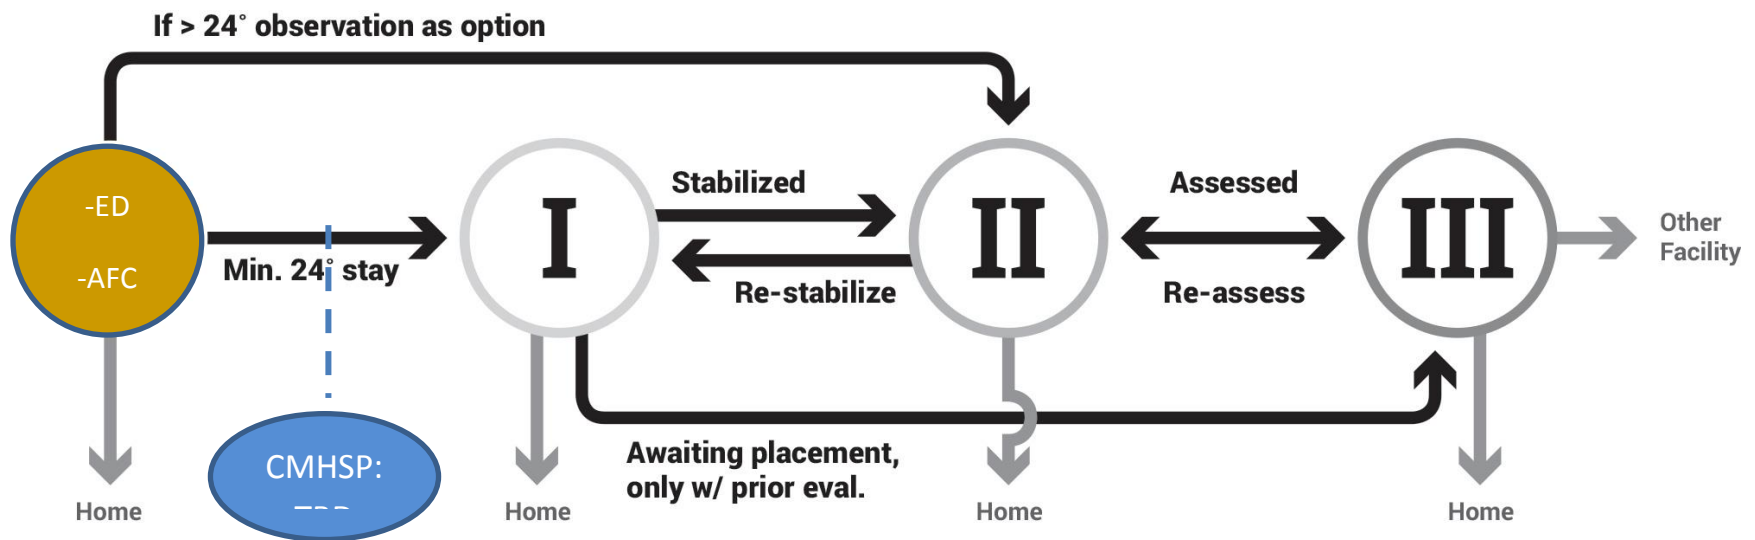 If > 24° observation as option
-ED
-AFC
Min. 24° stay
I
Stabilized
Re-stabilize
II
Assessed
Re-assess
III
Other
Facility
CMHSP:
Awaiting placement,
only w/ prior eval.
Home
Home
Home
Home